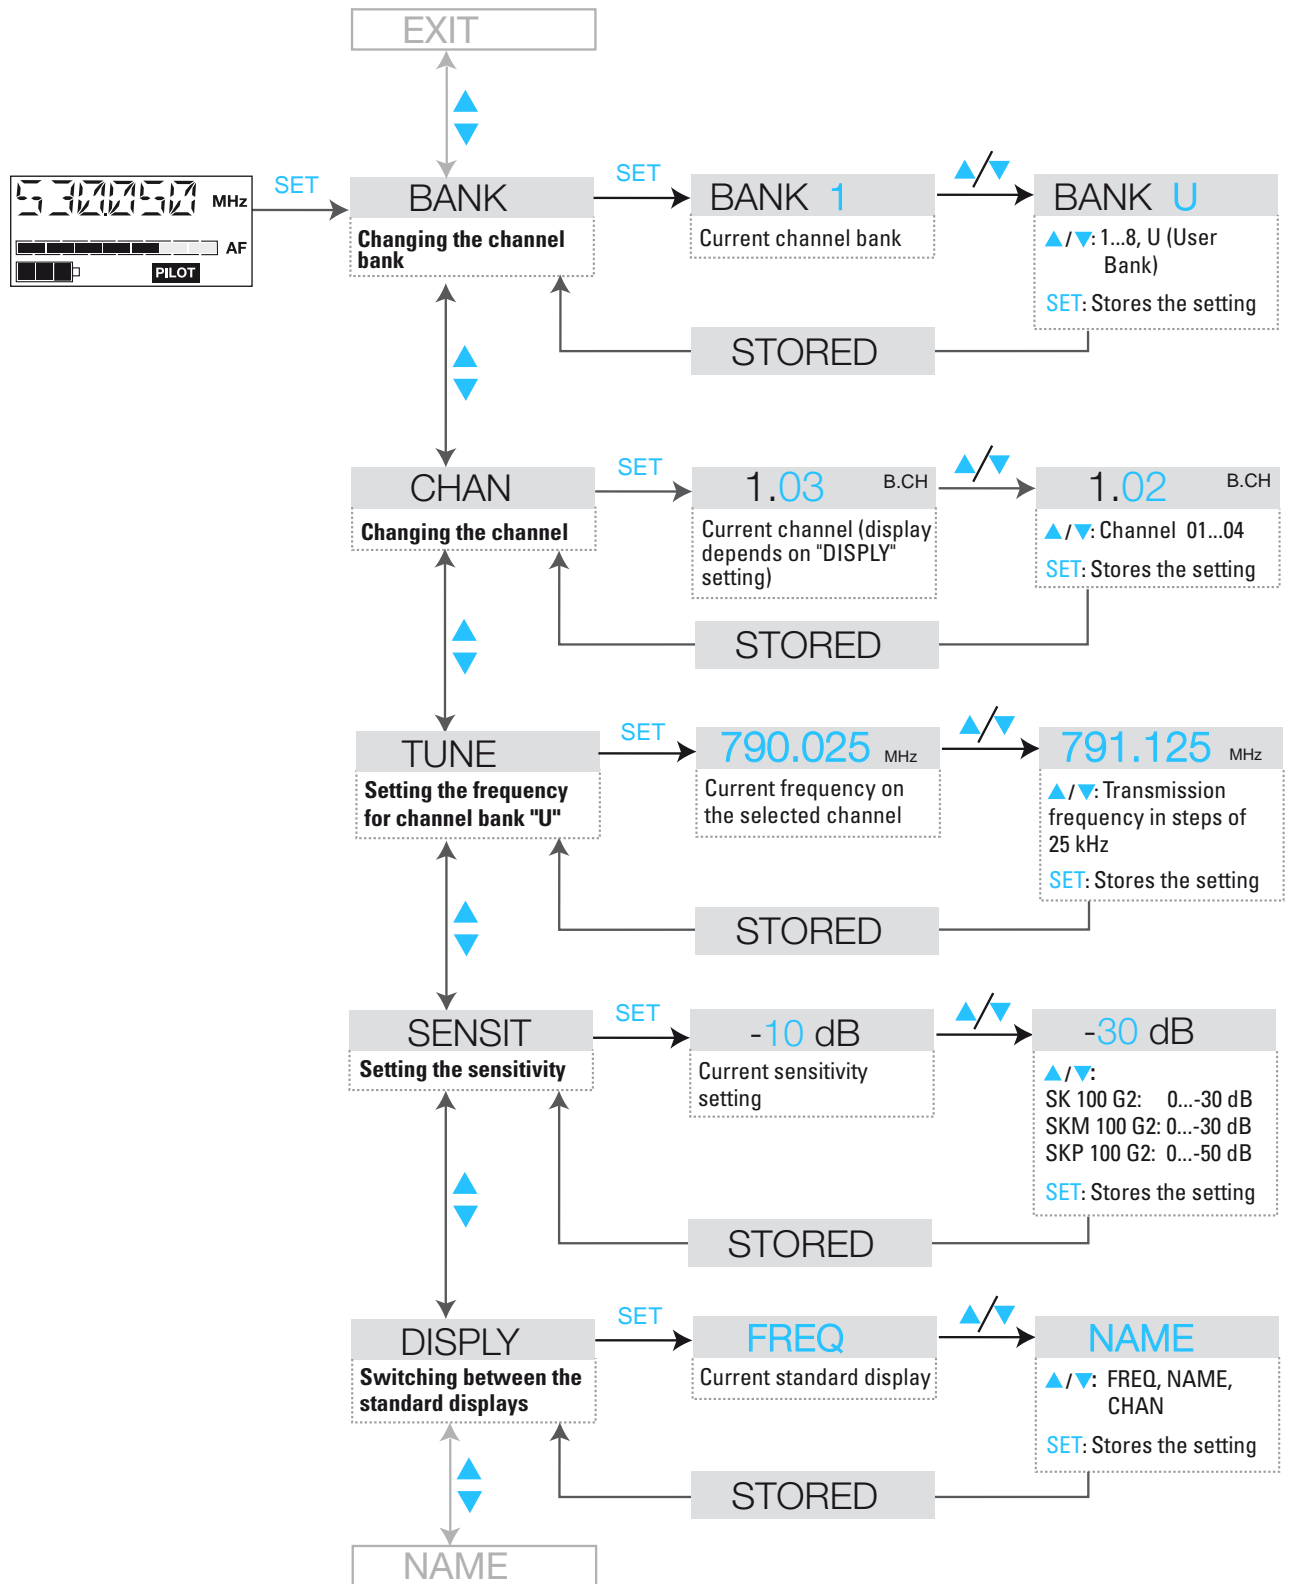 EXIT
530.050 MHz
AF
PILOT
SET
BANK
Changing the channel
bank
SET
BANK 1
Current channel bank
▲/▼
BANK U
▲/▼: 1...8, U (User
Bank)
SET: Stores the setting
STORED
CHAN
Changing the channel
SET
1.03 B.CH
Current channel (display
depends on "DISPLY"
setting)
▲/▼
1.02 B.CH
▲/▼: Channel 01...04
SET: Stores the setting
STORED
TUNE
Setting the frequency
for channel bank "U"
SET
790.025 MHz
Current frequency on
the selected channel
▲/▼
791.125 MHz
▲/▼: Transmission
frequency in steps of
25 kHz
SET: Stores the setting
STORED
SENSIT
Setting the sensitivity
SET
-10 dB
Current sensitivity
setting
▲/▼
-30 dB
▲/▼:
SK 100 G2: 0...-30 dB
SKM 100 G2: 0...-30 dB
SKP 100 G2: 0...-50 dB
SET: Stores the setting
STORED
DISPLY
Switching between the
standard displays
SET
FREQ
Current standard display
▲/▼
NAME
▲/▼: FREQ, NAME,
CHAN
SET: Stores the setting
STORED
NAME